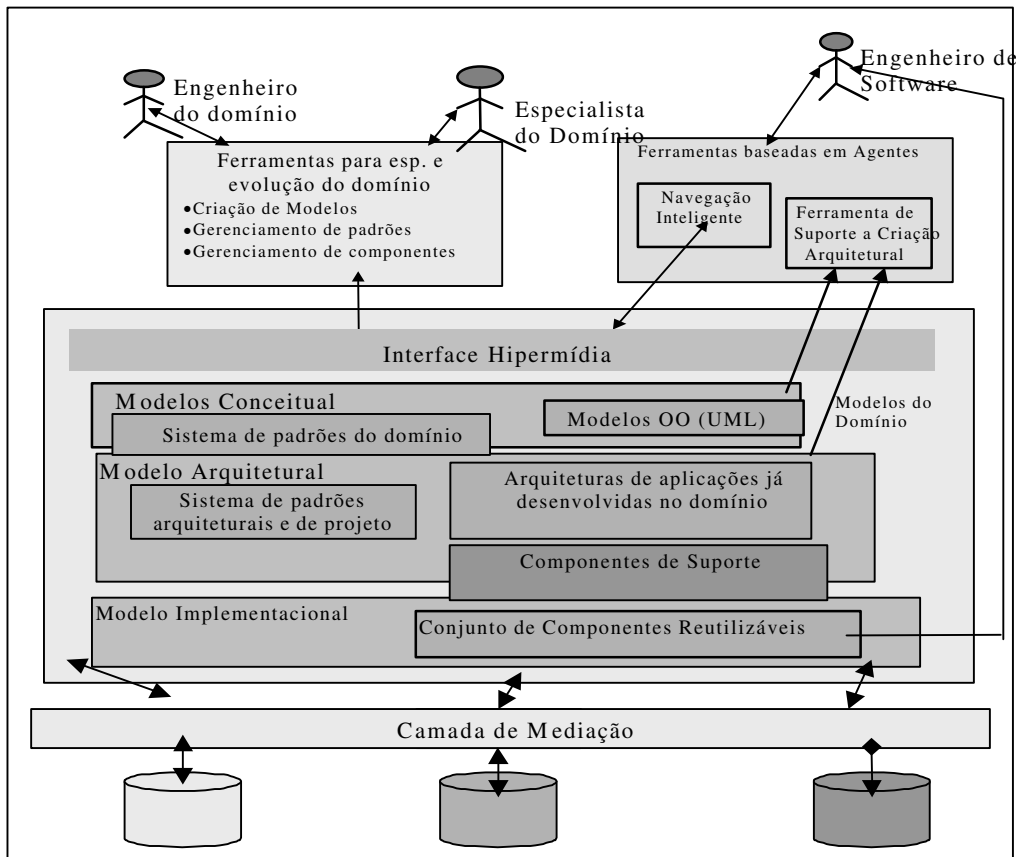 Engenheiro
do domínio
Especialista
do Domínio
Engenheiro de
Software
Ferramentas para esp. e
evolução do domínio
•Criação de Modelos
•Gerenciamento de padrões
•Gerenciamento de componentes
Ferramentas baseadas em Agentes
Navegação
Inteligente
Ferramenta de
Suporte a Criação
Arquitetural
Interface Hipermídia
Modelos Conceitual
Modelos OO (UML)
Sistema de padrões do domínio
Modelos do
Domínio
Modelo Arquitetural
Sistema de padrões
arquiteturais e de projeto
Arquiteturas de aplicações já
desenvolvidas no domínio
Componentes de Suporte
Modelo Implementacional
Conjunto de Componentes Reutilizáveis
Camada de Mediação